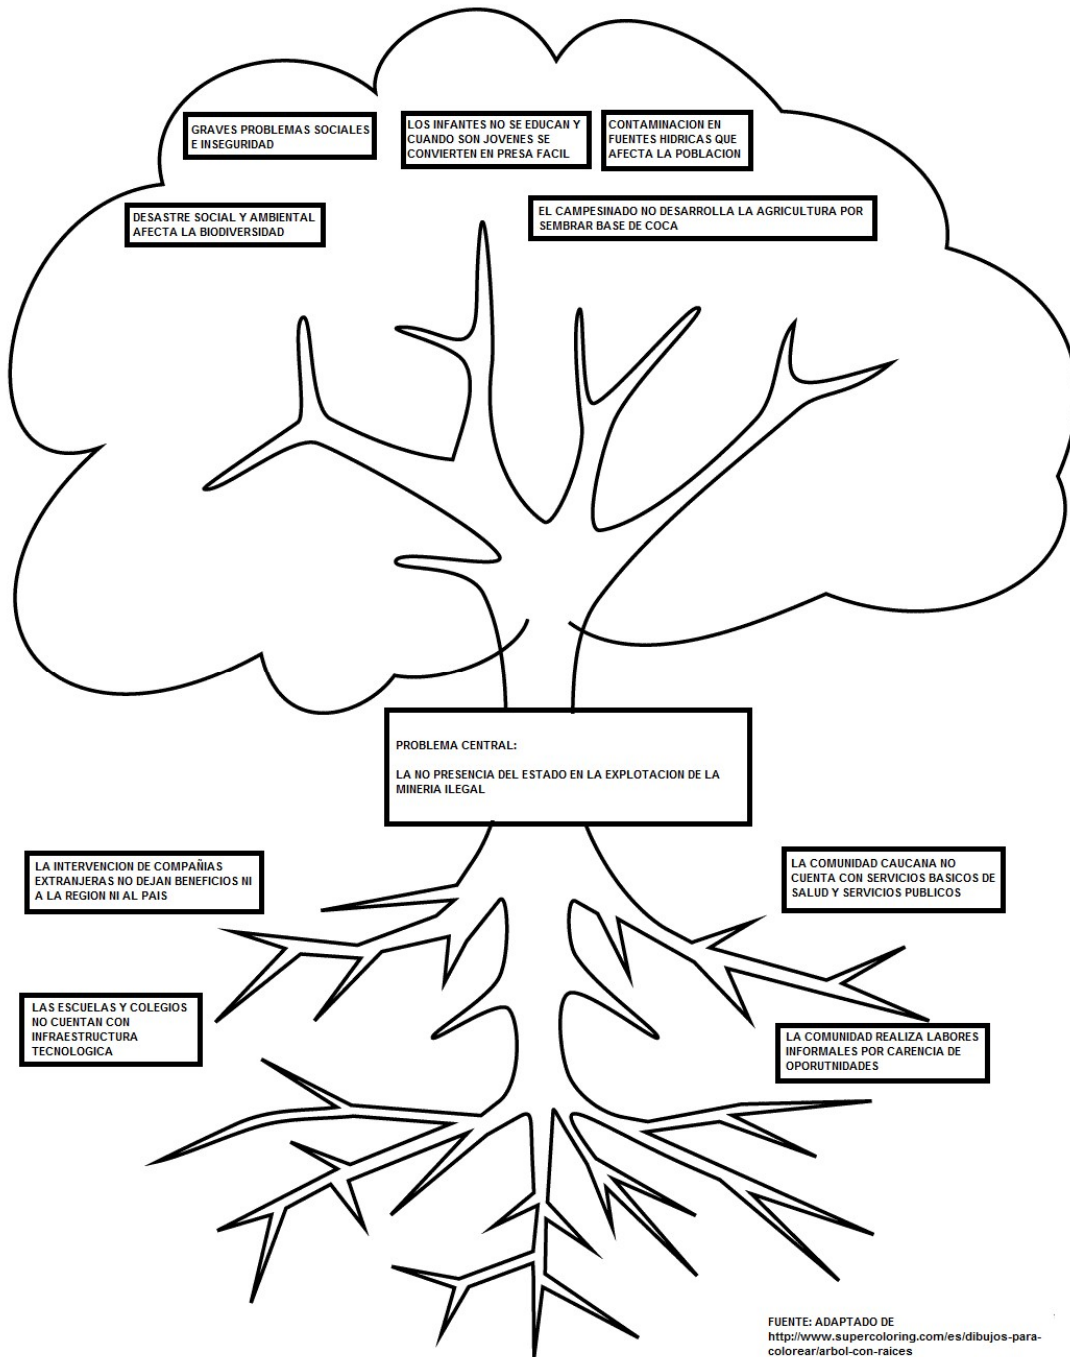 GRAVES PROBLEMAS SOCIALES
E INSEGURIDAD
LOS INFANTES NO SE EDUCAN Y
CUANDO SON JOVENES SE
CONVIERTEN EN PRESA FACIL
CONTAMINACION EN
FUENTES HIDRICAS QUE
AFECTA LA POBLACION
DESASTRE SOCIAL Y AMBIENTAL
AFECTA LA BIODIVERSIDAD
EL CAMPESINADO NO DESARROLLA LA AGRICULTURA POR
SEMBRAR BASE DE COCA
PROBLEMA CENTRAL:
LA NO PRESENCIA DEL ESTADO EN LA EXPLOTACION DE LA
MINERIA ILEGAL
LA INTERVENCION DE COMPAÑIAS
EXTRANJERAS NO DEJAN BENEFICIOS NI
A LA REGION NI AL PAIS
LA COMUNIDAD CAUCANA NO
CUENTA CON SERVICIOS BASICOS DE
SALUD Y SERVICIOS PUBLICOS
LAS ESCUELAS Y COLEGIOS
NO CUENTAN CON
INFRAESTRUCTURA
TECNOLOGICA
LA COMUNIDAD REALIZA LABORES
INFORMALES POR CARENCIA DE
OPORUTNIDADES
FUENTE: ADAPTADO DE
http://www.supercoloring.com/es/dibujos-para-
colorear/arbol-con-raices